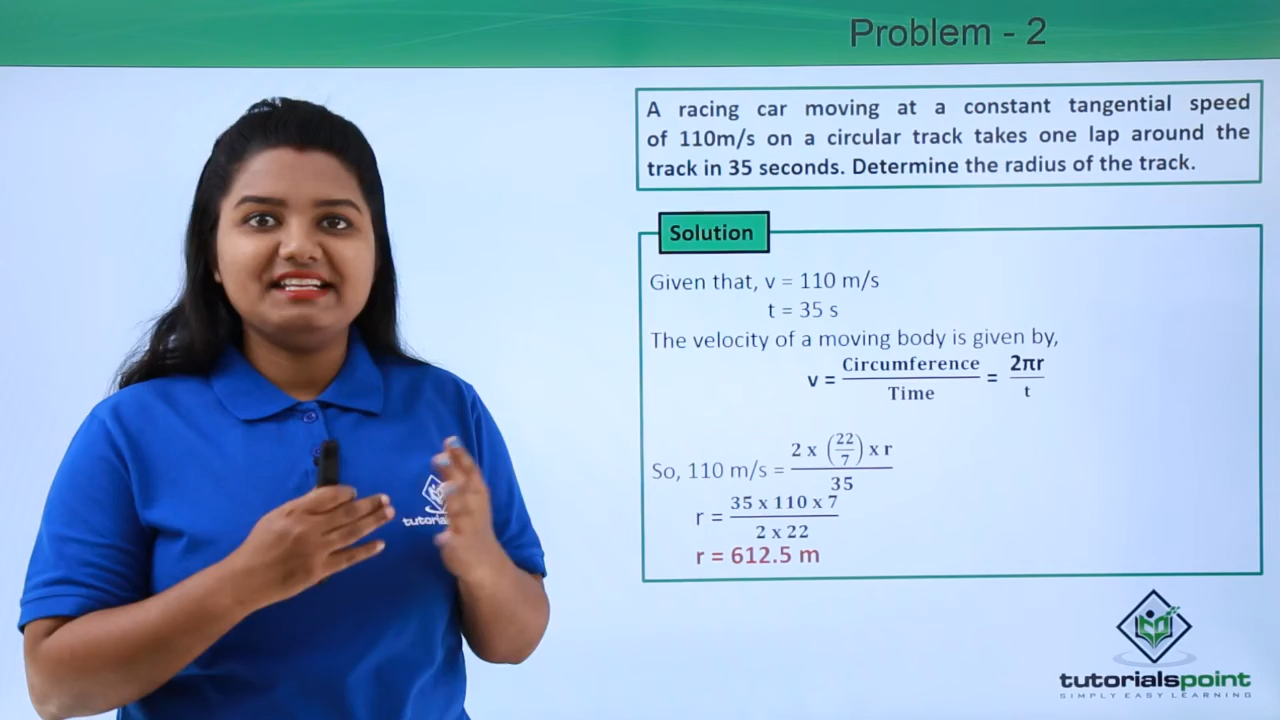 Problem - 2
A racing car moving at a constant tangential speed
of 110m/s on a circular track takes one lap around the
track in 35 seconds. Determine the radius of the track.
Solution
Given that, v = 110 m/s
t = 35 s
The velocity of a moving body is given by,
v = Circumference / Time = 2πr / t
So, 110 m/s = 2 x (22/7) x r / 35
r = 35 x 110 x 7 / 2 x 22
r = 612.5 m
tutorialspoint
SIMPLY EASY LEARNING